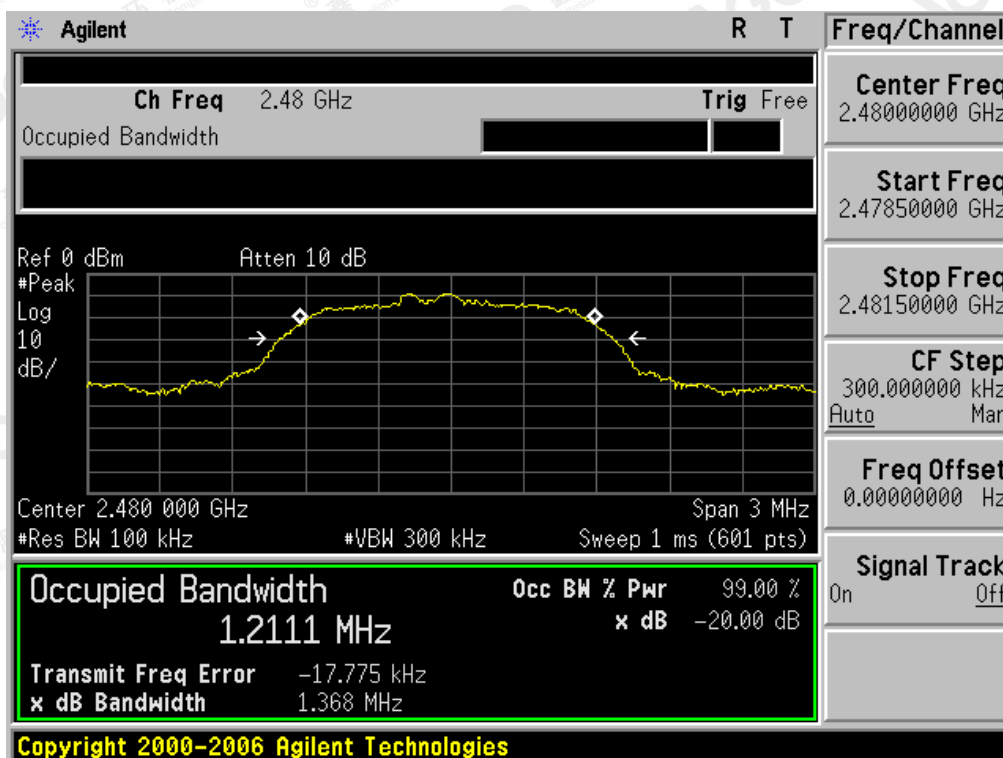 Agilent R T
Freq/Channel
Ch Freq 2.48 GHz Trig Free
Occupied Bandwidth
Center Freq
2.48000000 GHz
Start Freq
2.47850000 GHz
Stop Freq
2.48150000 GHz
CF Step
300.000000 kHz
Auto Man
Freq Offset
0.00000000 Hz
Signal Track
On Off
Ref 0 dBm Atten 10 dB
#Peak
Log
10
dB/
Center 2.480 000 GHz Span 3 MHz
#Res BW 100 kHz #VBW 300 kHz Sweep 1 ms (601 pts)
Occupied Bandwidth Occ BW % Pwr 99.00 %
1.2111 MHz x dB -20.00 dB
Transmit Freq Error -17.775 kHz
x dB Bandwidth 1.368 MHz
Copyright 2000-2006 Agilent Technologies